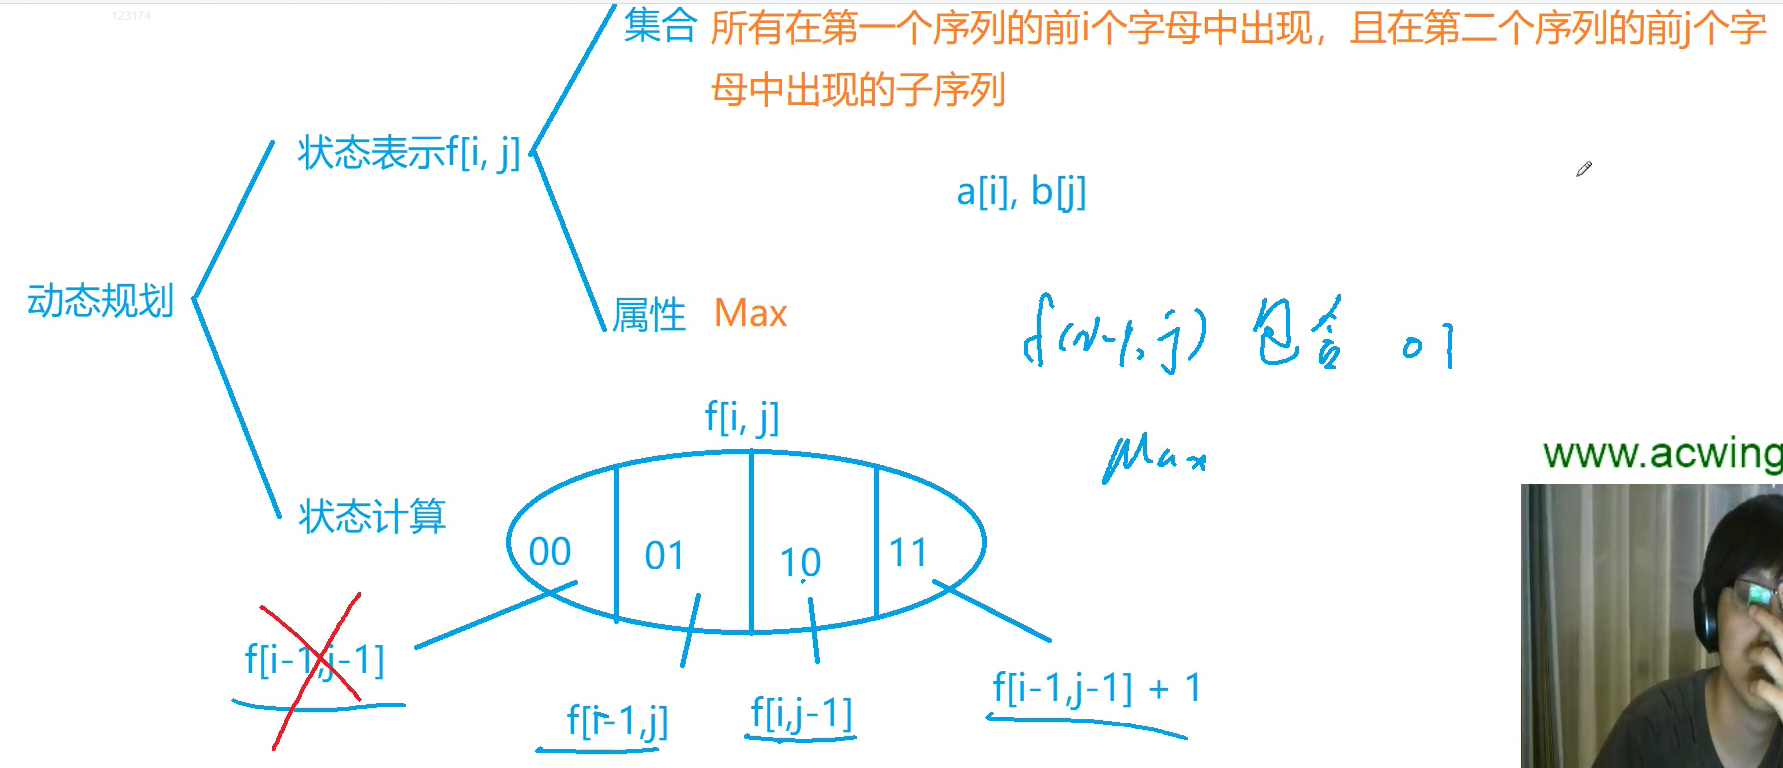 123174
集合 所有在第一个序列的前i个字母中出现，且在第二个序列的前j个字
母中出现的子序列
状态表示f[i, j]
a[i], b[j]
动态规划
属性 Max
f(i-1, j) 包含 01
f[i, j]
Max
www.acwing
状态计算
00 01 10 11
f[i-1,j-1]
f[i-1,j] f[i,j-1] f[i-1,j-1] + 1